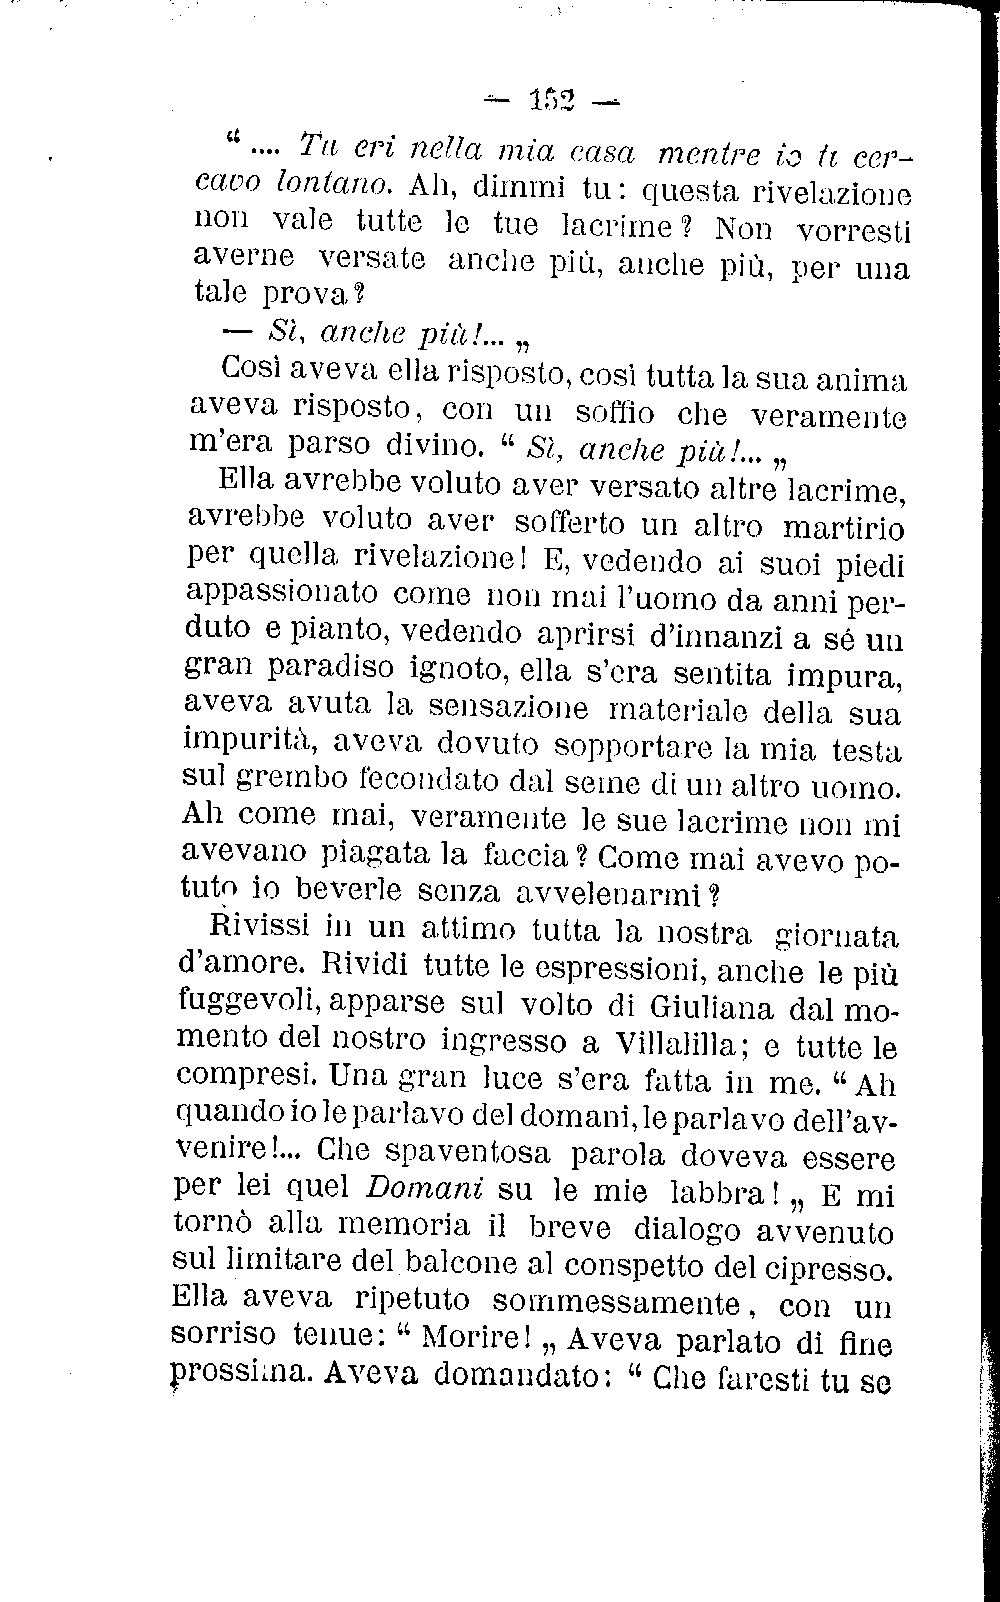 — 152 —
“ .... Tu eri nella mia casa mentre io ti cer-
cavo lontano. Ah, dimmi tu: questa rivelazione
non vale tutte le tue lacrime? Non vorresti
averne versate anche più, anche più, per una
tale prova?
— Sì, anche più!... „
Così aveva ella risposto, così tutta la sua anima
aveva risposto, con un soffio che veramente
m’era parso divino. “ Sì, anche più!... „
Ella avrebbe voluto aver versato altre lacrime,
avrebbe voluto aver sofferto un altro martirio
per quella rivelazione! E, vedendo ai suoi piedi
appassionato come non mai l’uomo da anni per-
duto e pianto, vedendo aprirsi d’innanzi a sé un
gran paradiso ignoto, ella s’era sentita impura,
aveva avuta la sensazione materiale della sua
impurità, aveva dovuto sopportare la mia testa
sul grembo fecondato dal seme di un altro uomo.
Ah come mai, veramente le sue lacrime non mi
avevano piagata la faccia? Come mai avevo po-
tuto io beverle senza avvelenarmi?
Rivissi in un attimo tutta la nostra giornata
d’amore. Rividi tutte le espressioni, anche le più
fuggevoli, apparse sul volto di Giuliana dal mo-
mento del nostro ingresso a Villalilla; e tutte le
compresi. Una gran luce s’era fatta in me. “ Ah
quando io le parlavo del domani, le parlavo dell’av-
venire!... Che spaventosa parola doveva essere
per lei quel Domani su le mie labbra! „ E mi
tornò alla memoria il breve dialogo avvenuto
sul limitare del balcone al conspetto del cipresso.
Ella aveva ripetuto sommessamente, con un
sorriso tenue: “ Morire! „ Aveva parlato di fine
prossima. Aveva domandato: “ Che faresti tu se